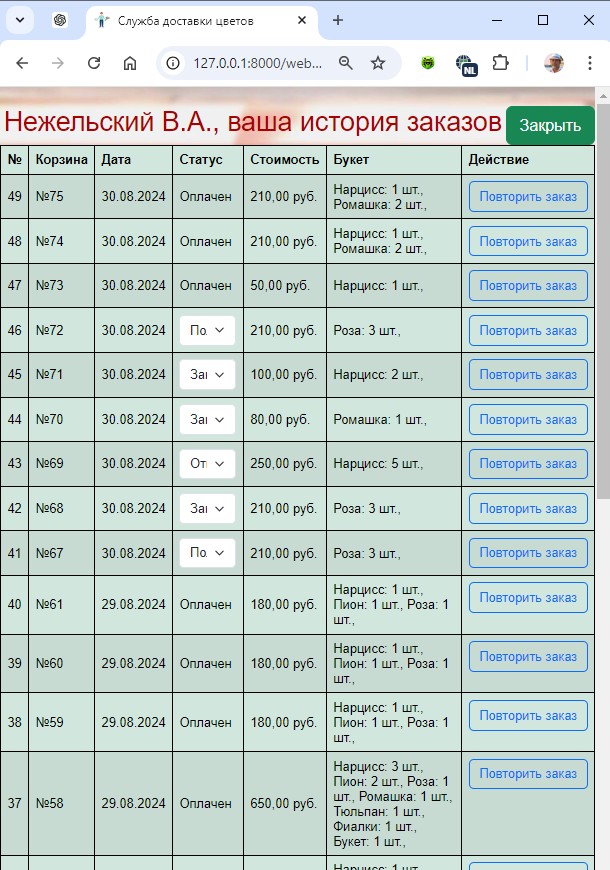 Служба доставки цветов
127.0.0.1:8000/web...
NL
Нежельский В.А., ваша история заказов Закрыть
№ Корзина Дата Статус Стоимость Букет Действие
49 №75 30.08.2024 Оплачен 210,00 руб. Нарцисс: 1 шт., Повторить заказ
Ромашка: 2 шт.,
48 №74 30.08.2024 Оплачен 210,00 руб. Нарцисс: 1 шт., Повторить заказ
Ромашка: 2 шт.,
47 №73 30.08.2024 Оплачен 50,00 руб. Нарцисс: 1 шт., Повторить заказ
46 №72 30.08.2024 По. 210,00 руб. Роза: 3 шт., Повторить заказ
45 №71 30.08.2024 Заı 100,00 руб. Нарцисс: 2 шт., Повторить заказ
44 №70 30.08.2024 Заı 80,00 руб. Ромашка: 1 шт., Повторить заказ
43 №69 30.08.2024 Отı 250,00 руб. Нарцисс: 5 шт., Повторить заказ
42 №68 30.08.2024 Заı 210,00 руб. Роза: 3 шт., Повторить заказ
41 №67 30.08.2024 По. 210,00 руб. Роза: 3 шт., Повторить заказ
40 №61 29.08.2024 Оплачен 180,00 руб. Нарцисс: 1 шт., Повторить заказ
Пион: 1 шт., Роза: 1
шт.,
39 №60 29.08.2024 Оплачен 180,00 руб. Нарцисс: 1 шт., Повторить заказ
Пион: 1 шт., Роза: 1
шт.,
38 №59 29.08.2024 Оплачен 180,00 руб. Нарцисс: 1 шт., Повторить заказ
Пион: 1 шт., Роза: 1
шт.,
37 №58 29.08.2024 Оплачен 650,00 руб. Нарцисс: 3 шт., Повторить заказ
Пион: 2 шт., Роза: 1
шт., Ромашка: 1 шт.,
Тюльпан: 1 шт.,
Фиалки: 1 шт.,
Букет: 1 шт.,
Нарцисс: 1 шт.,